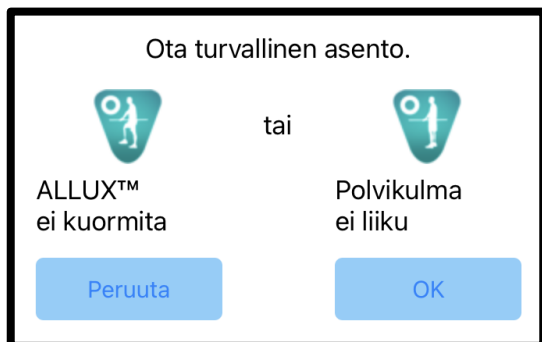 Ota turvallinen asento.
tai
ALLUX™
ei kuormita
Polvikulma
ei liiku
Peruuta
OK